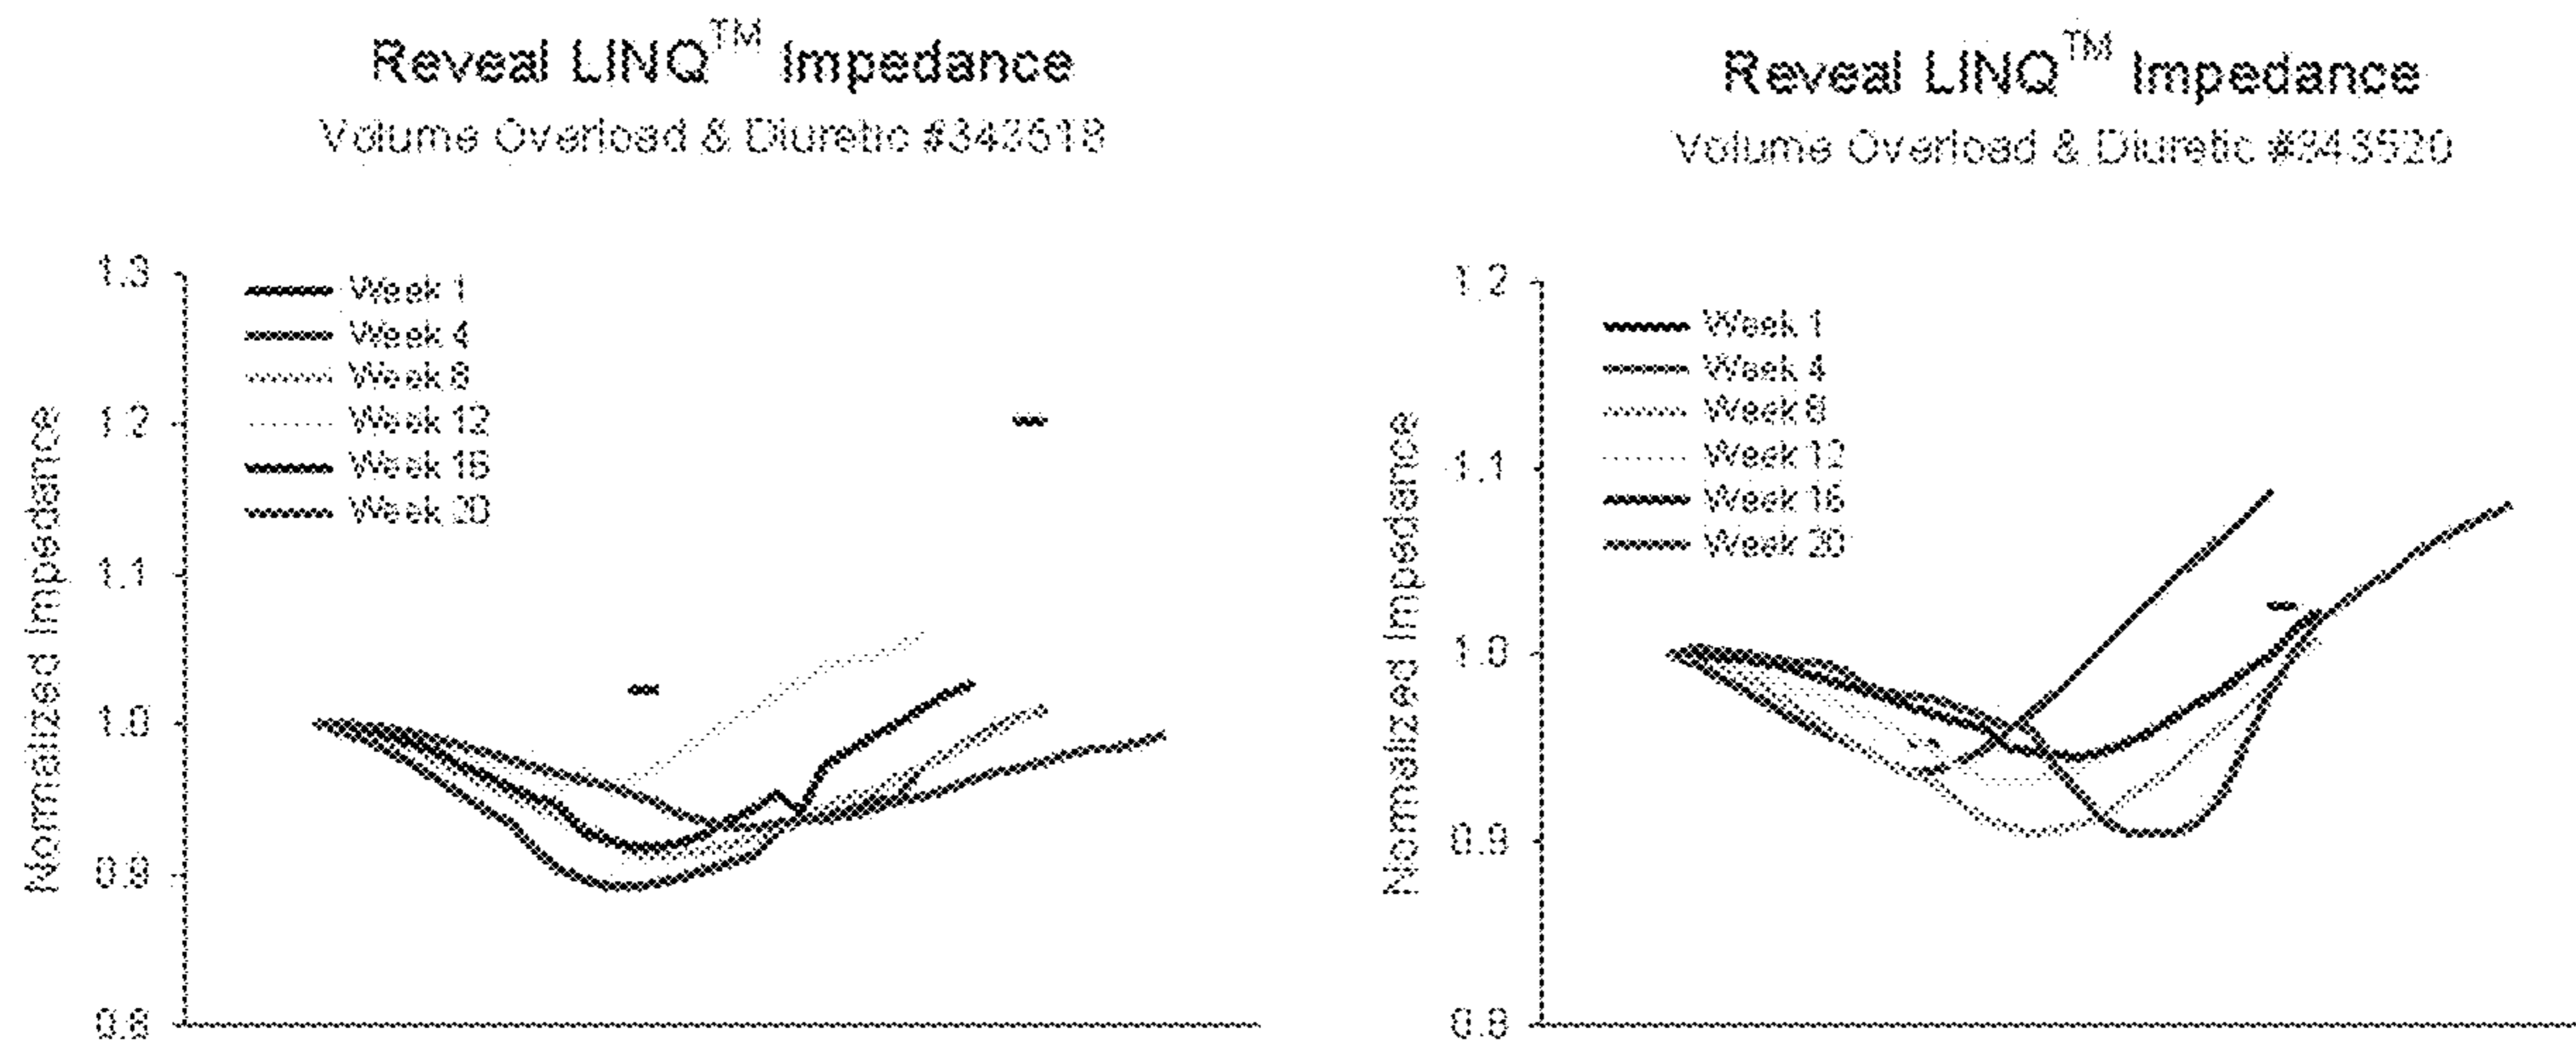 Reveal LINQ™ Impedance
Volume Overload & Diuretic #343518
Normalized Impedance
1.3
1.2
1.1
1.0
0.9
0.8
Week 1
Week 4
Week 8
Week 12
Week 16
Week 20
Reveal LINQ™ Impedance
Volume Overload & Diuretic #343520
Normalized Impedance
1.2
1.1
1.0
0.9
0.8
Week 1
Week 4
Week 8
Week 12
Week 16
Week 20